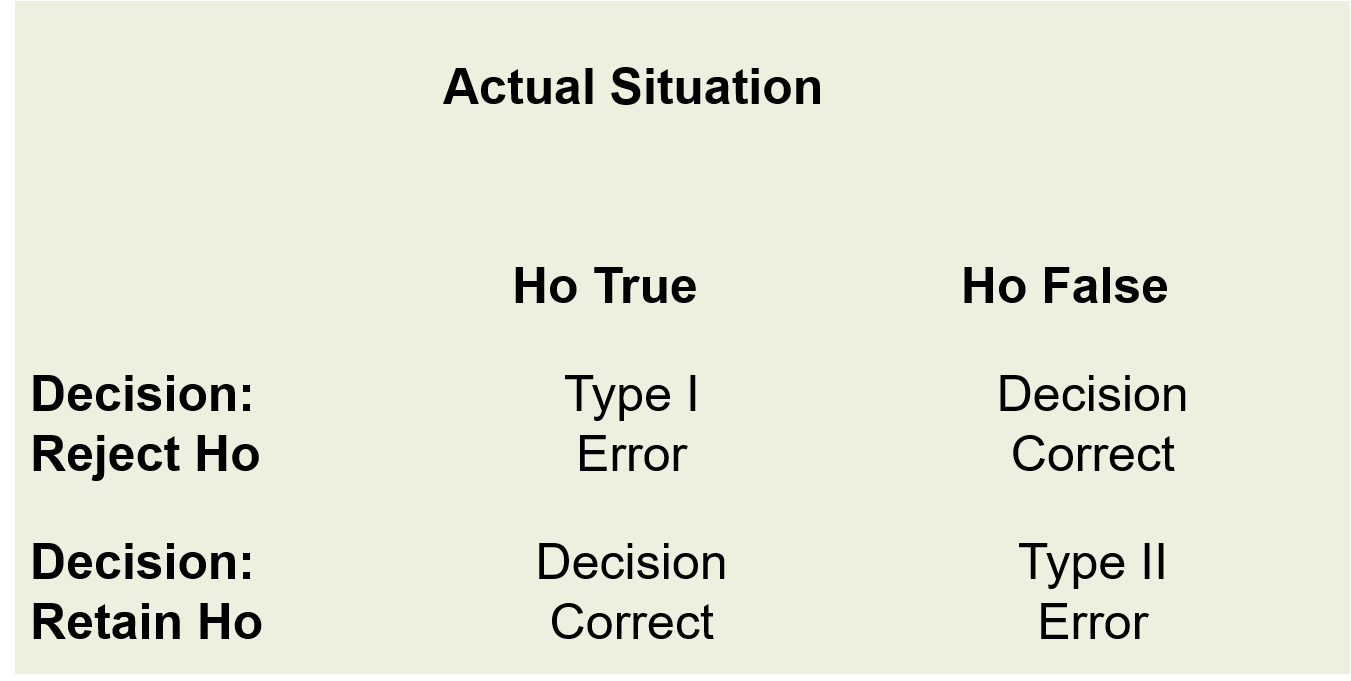 Actual Situation
Ho True Ho False
Decision: Type I Decision
Reject Ho Error Correct
Decision: Decision Type II
Retain Ho Correct Error